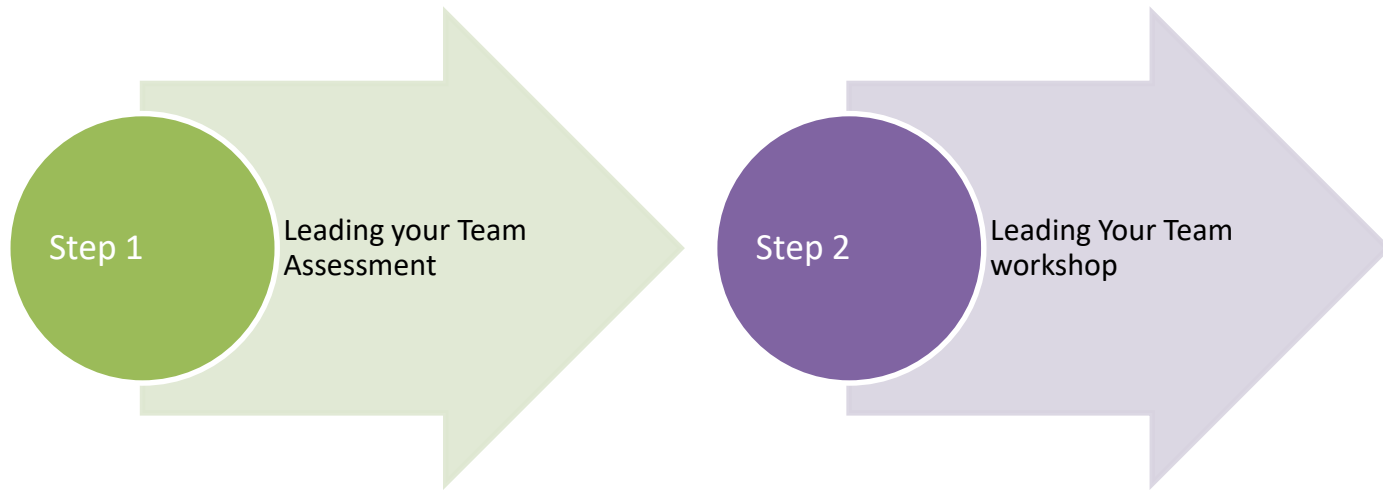 Step 1
Leading your Team
Assessment
Step 2
Leading Your Team
workshop